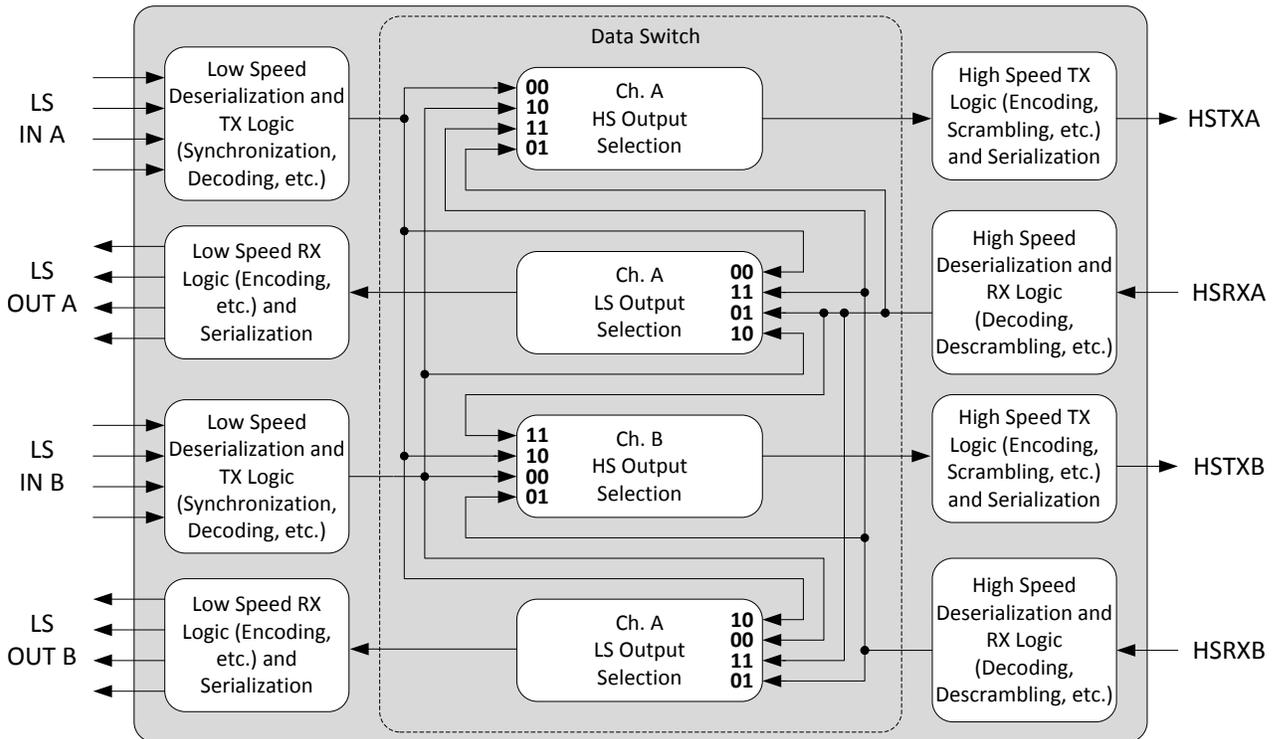 Data Switch
LS
IN A
Low Speed
Deserialization and
TX Logic
(Synchronization,
Decoding, etc.)
00
10
11
01
Ch. A
HS Output
Selection
High Speed TX
Logic (Encoding,
Scrambling, etc.)
and Serialization
HSTXA
LS
OUT A
Low Speed RX
Logic (Encoding,
etc.) and
Serialization
Ch. A
LS Output
Selection
00
11
01
10
High Speed
Deserialization and
RX Logic
(Decoding,
Descrambling, etc.)
HSRXA
LS
IN B
Low Speed
Deserialization and
TX Logic
(Synchronization,
Decoding, etc.)
11
10
00
01
Ch. B
HS Output
Selection
High Speed TX
Logic (Encoding,
Scrambling, etc.)
and Serialization
HSTXB
LS
OUT B
Low Speed RX
Logic (Encoding,
etc.) and
Serialization
Ch. A
LS Output
Selection
10
00
11
01
High Speed
Deserialization and
RX Logic
(Decoding,
Descrambling, etc.)
HSRXB